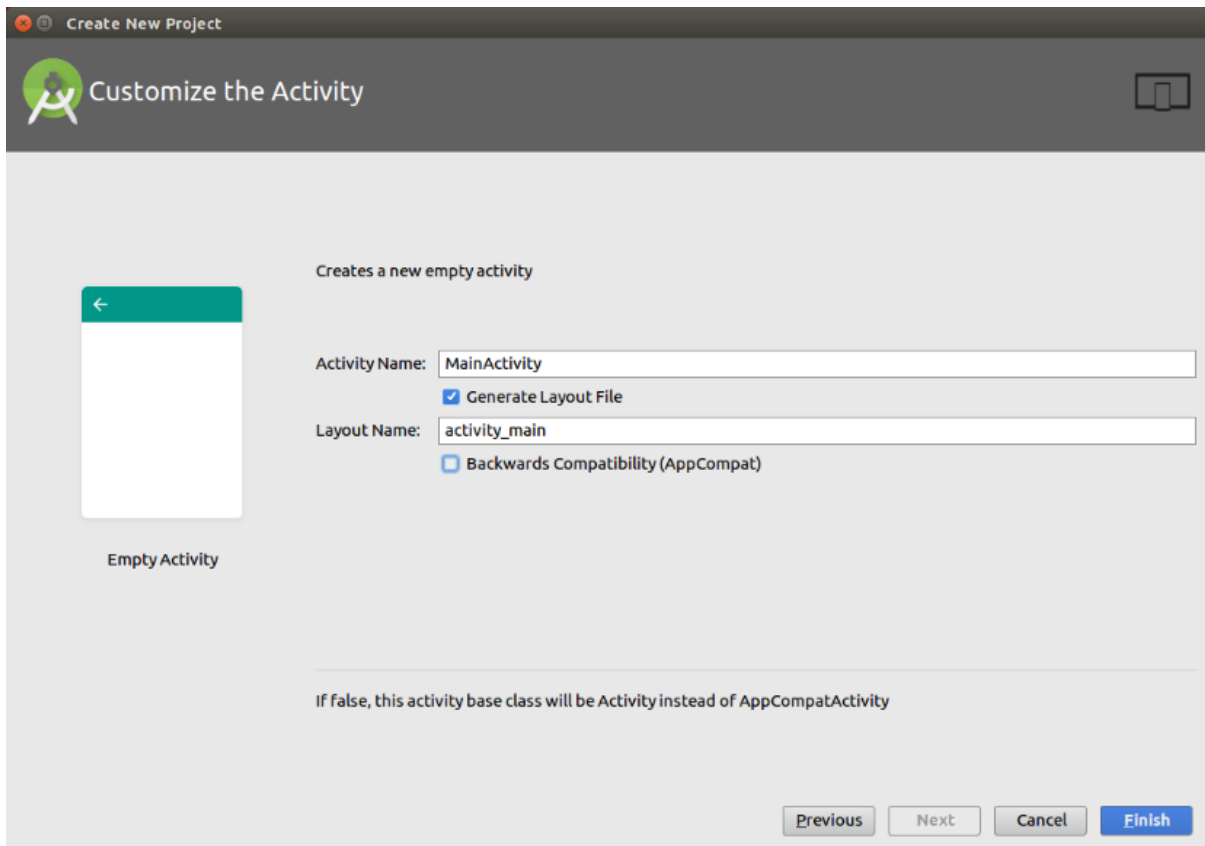 Create New Project
Customize the Activity
Creates a new empty activity
Activity Name: MainActivity
Generate Layout File
Layout Name: activity_main
Backwards Compatibility (AppCompat)
Empty Activity
If false, this activity base class will be Activity instead of AppCompatActivity
Previous Next Cancel Finish